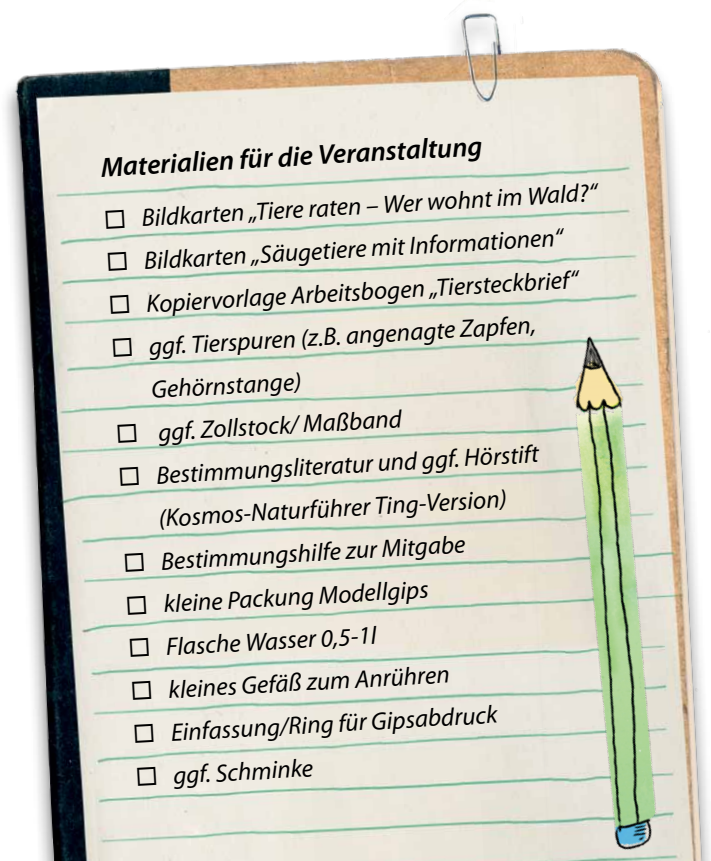 Materialien für die Veranstaltung
☐ Bildkarten „Tiere raten – Wer wohnt im Wald?“
☐ Bildkarten „Säugetiere mit Informationen“
☐ Kopiervorlage Arbeitsbogen „Tiersteckbrief“
☐ ggf. Tierspuren (z.B. angenagte Zapfen,
Gehörnstange)
☐ ggf. Zollstock/ Maßband
☐ Bestimmungsliteratur und ggf. Hörstift
(Kosmos-Naturführer Ting-Version)
☐ Bestimmungshilfe zur Mitgabe
☐ kleine Packung Modellgips
☐ Flasche Wasser 0,5-1l
☐ kleines Gefäß zum Anrühren
☐ Einfassung/Ring für Gipsabdruck
☐ ggf. Schminke